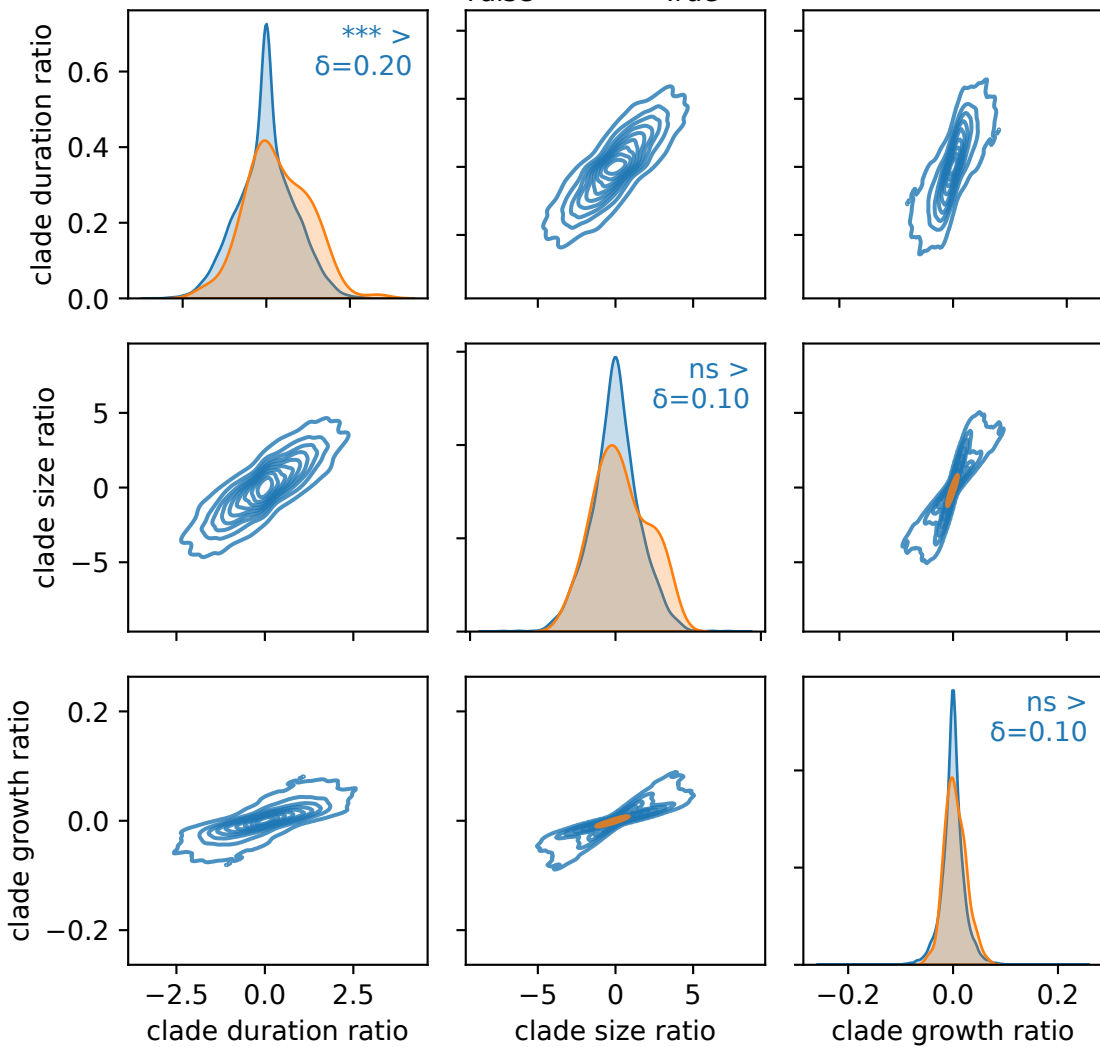 True
clade duration ratio
0.6
0.4
0.2
0.0
*** >
δ=0.20
clade size ratio
5
0
−5
ns >
δ=0.10
clade growth ratio
0.2
0.0
−0.2
ns >
δ=0.10
−2.5 0.0 2.5
−5 0 5
−0.2 0.0 0.2
clade duration ratio
clade size ratio
clade growth ratio